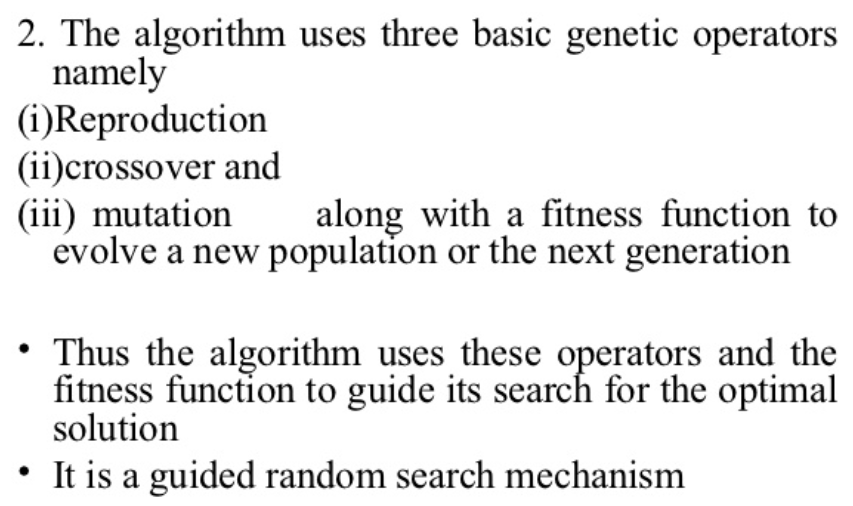 2. The algorithm uses three basic genetic operators
namely
(i)Reproduction
(ii)crossover and
(iii) mutation along with a fitness function to
evolve a new population or the next generation
• Thus the algorithm uses these operators and the
fitness function to guide its search for the optimal
solution
• It is a guided random search mechanism